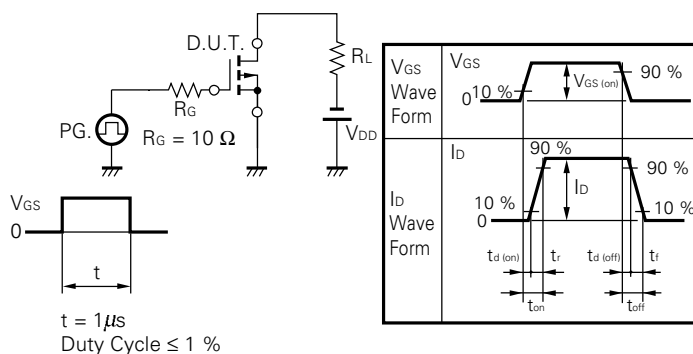 D.U.T.
RL
RG
PG.
RG = 10 Ω
VDD
VGS
0
t
t = 1μs
Duty Cycle ≤ 1 %
VGS
Wave
Form
VGS
10 %
0
VGS (on)
90 %
ID
Wave
Form
ID
90 %
90 %
ID
10 %
0
10 %
td (on)
tr
td (off)
tf
ton
toff